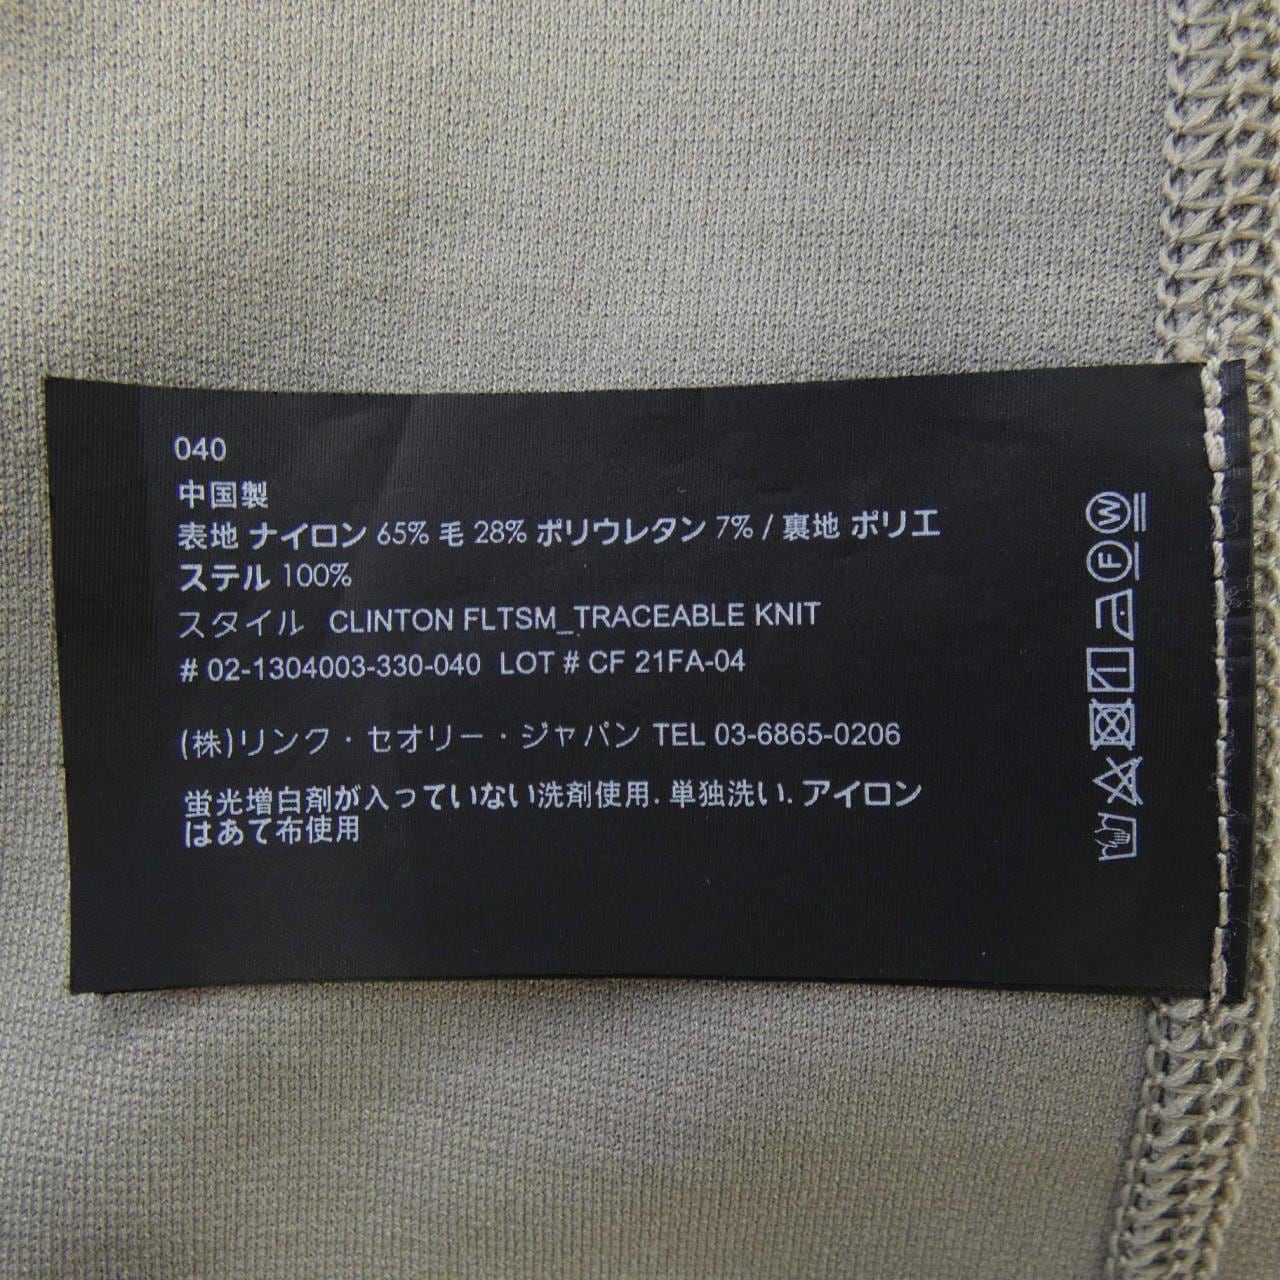 040
中国製
表地 ナイロン 65% 毛 28% ポリウレタン 7% / 裏地 ポリエ
ステル 100%
スタイル CLINTON FLTSM_TRACEABLE KNIT
# 02-1304003-330-040 LOT # CF 21FA-04
(株)リンク・セオリー・ジャパン TEL 03-6865-0206
蛍光増白剤が入っていない洗剤使用. 単独洗い. アイロン
はあて布使用
W
F